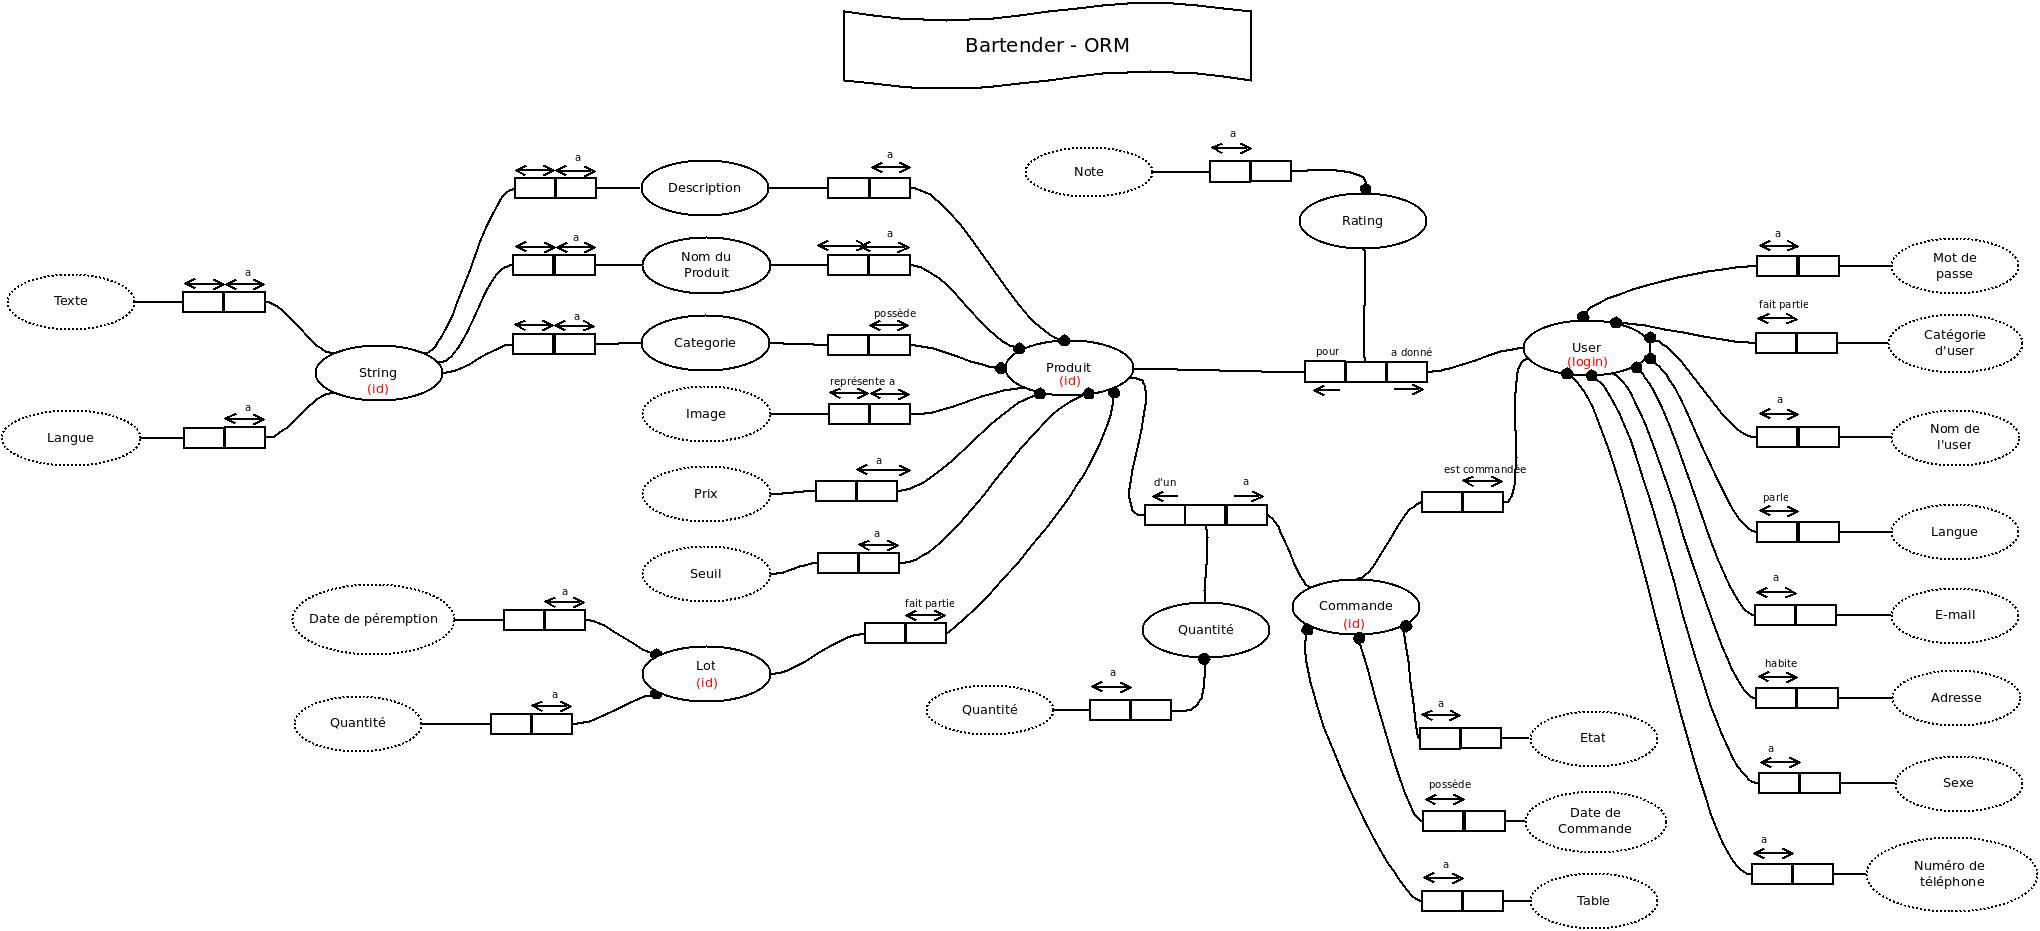 Bartender - ORM
a
Note
Rating
a
Description
a
a
Nom du
Produit
a
a
Texte
a
Categorie
possède
String
(id)
Produit
(id)
pour
a donné
User
(login)
a
Mot de
passe
fait partie
Catégorie
d'user
Image
représente a
Langue
a
a
Nom de
l'user
Prix
a
d'un
a
est commandée
parle
Langue
Seuil
a
Date de péremption
a
fait partie
Quantité
Commande
(id)
a
E-mail
Lot
(id)
habite
Adresse
Quantité
a
Quantité
a
a
Etat
a
Sexe
possède
Date de
Commande
a
Table
a
Numéro de
téléphone